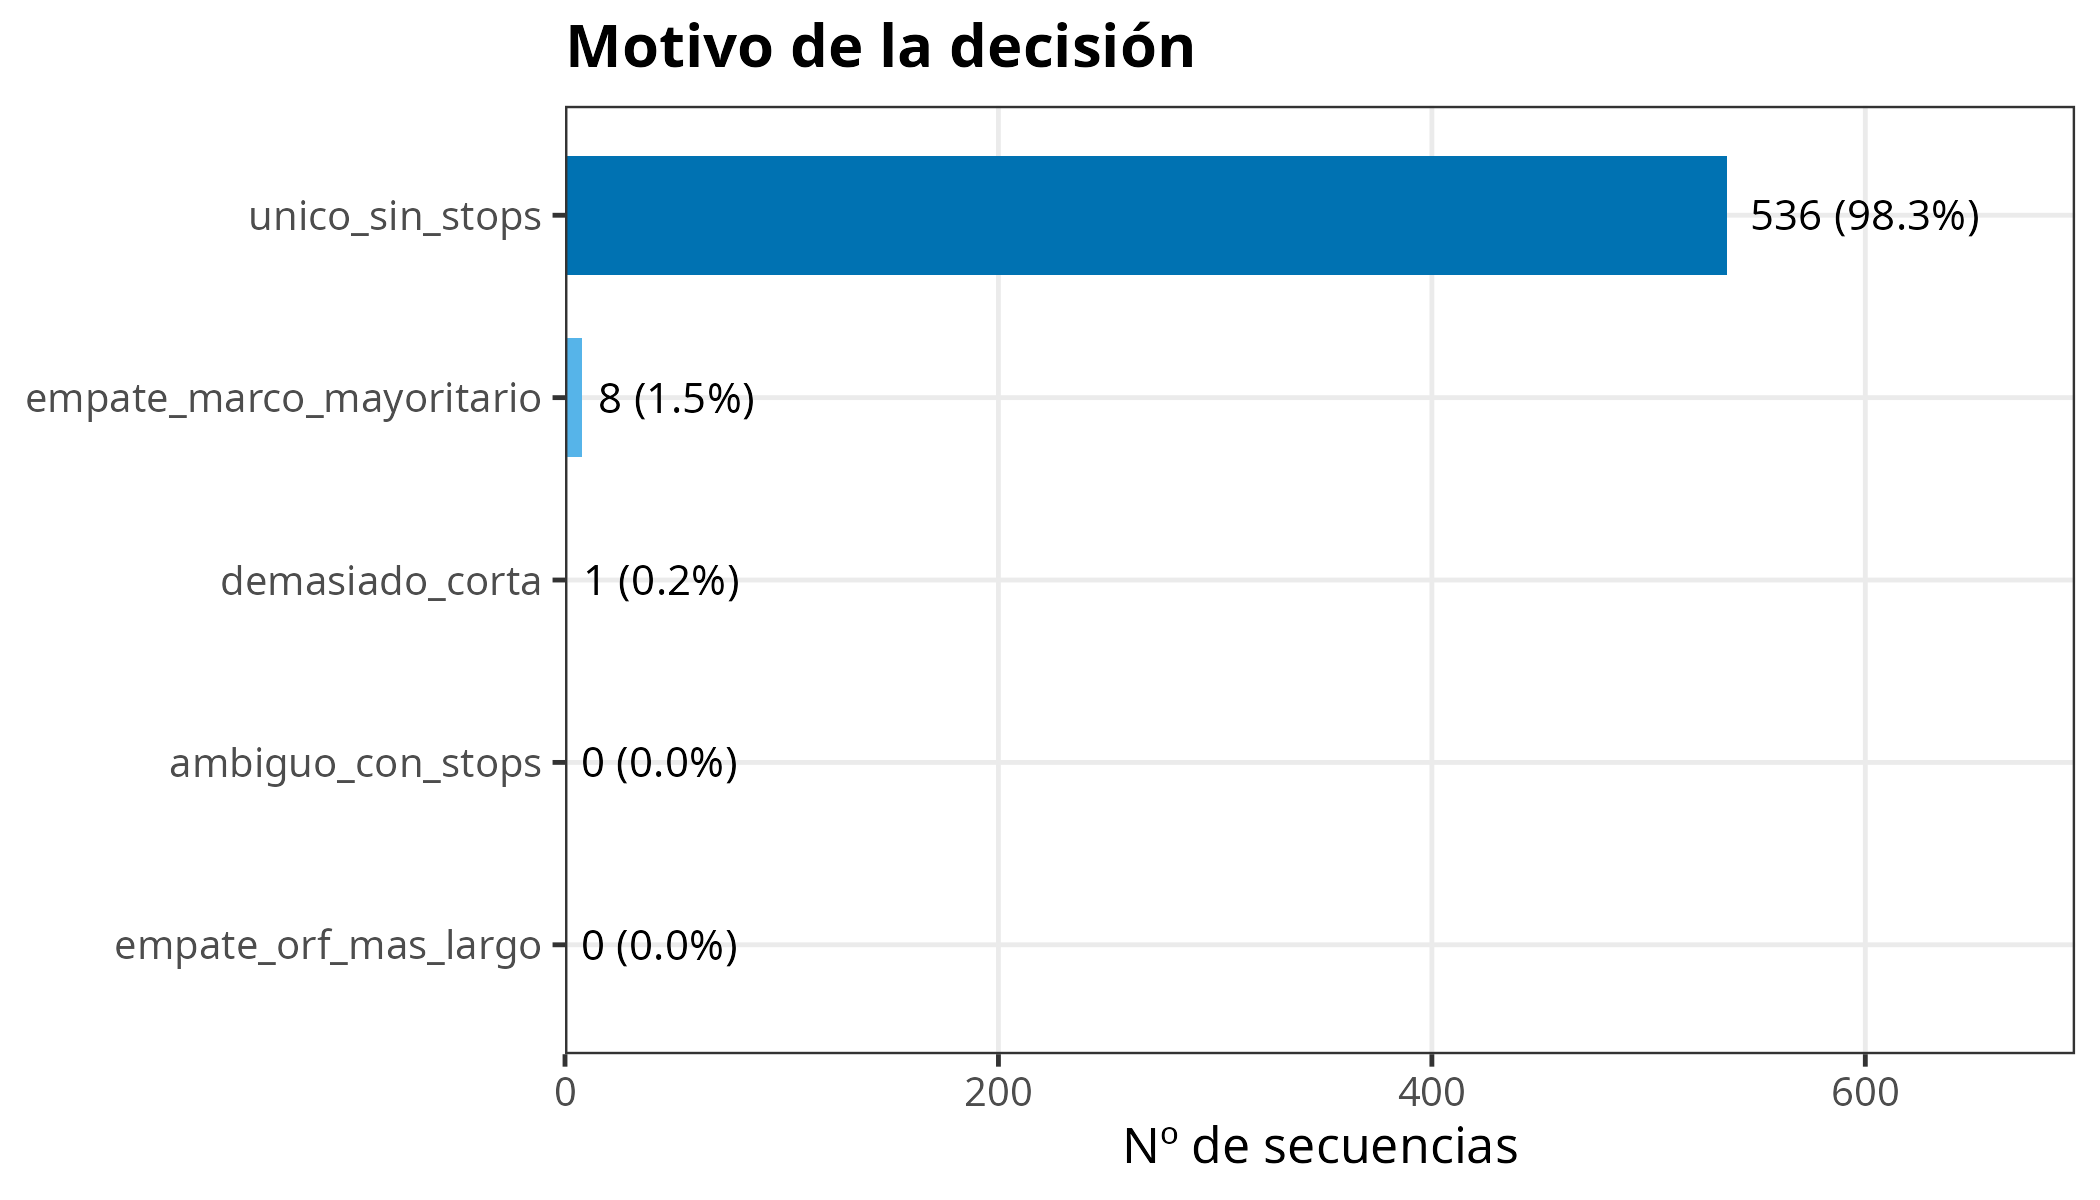 Motivo de la decisión
unico_sin_stops
536 (98.3%)
empate_marco_mayoritario
8 (1.5%)
demasiado_corta
1 (0.2%)
ambiguo_con_stops
0 (0.0%)
empate_orf_mas_largo
0 (0.0%)
0
200
400
600
Nº de secuencias